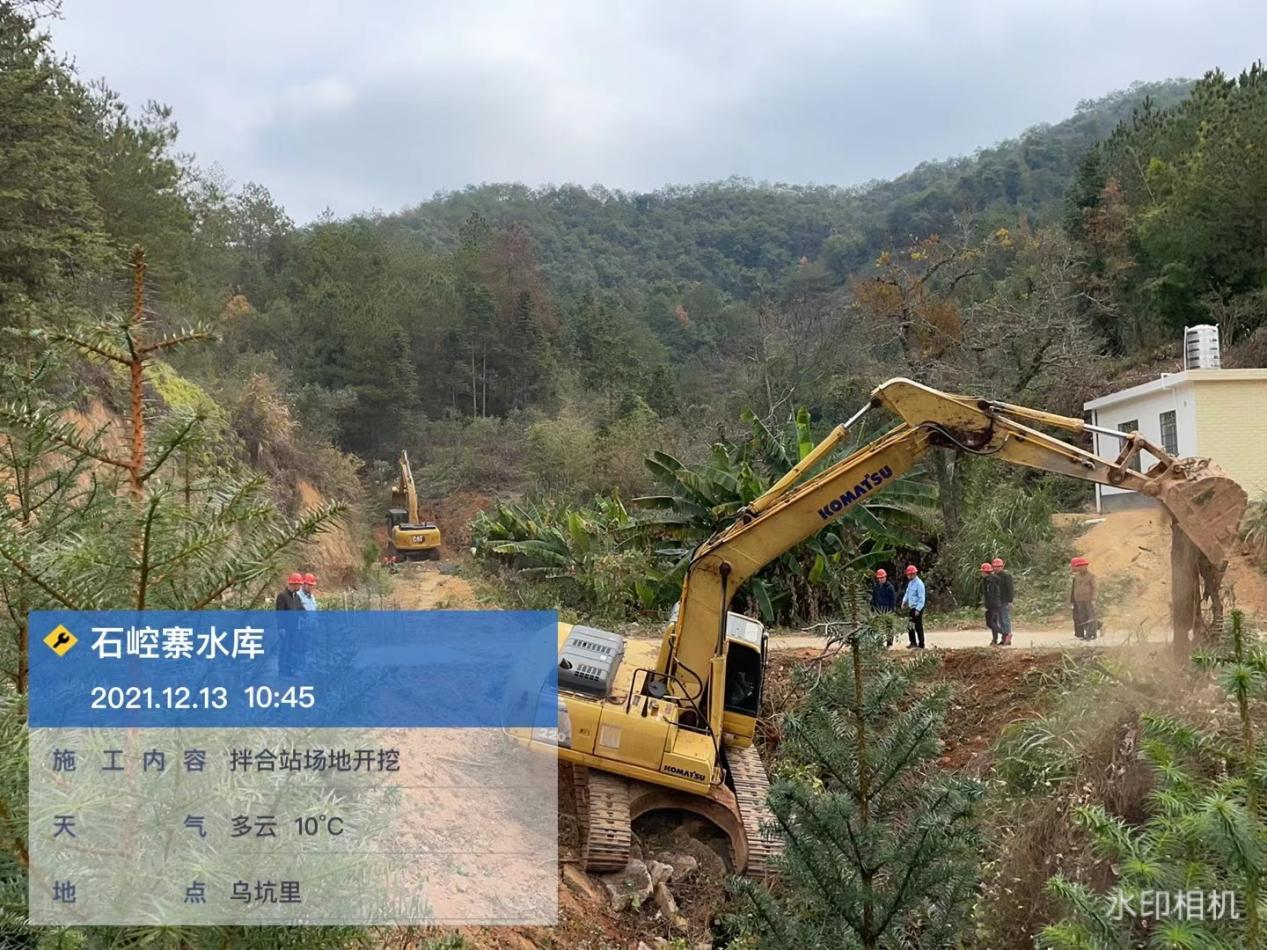 石崆寨水库
2021.12.13 10:45
施工内容 拌合站场地开挖
天气 多云 10℃
地点 乌坑里
CAT
KOMATSU
220
KOMATSU
水印相机